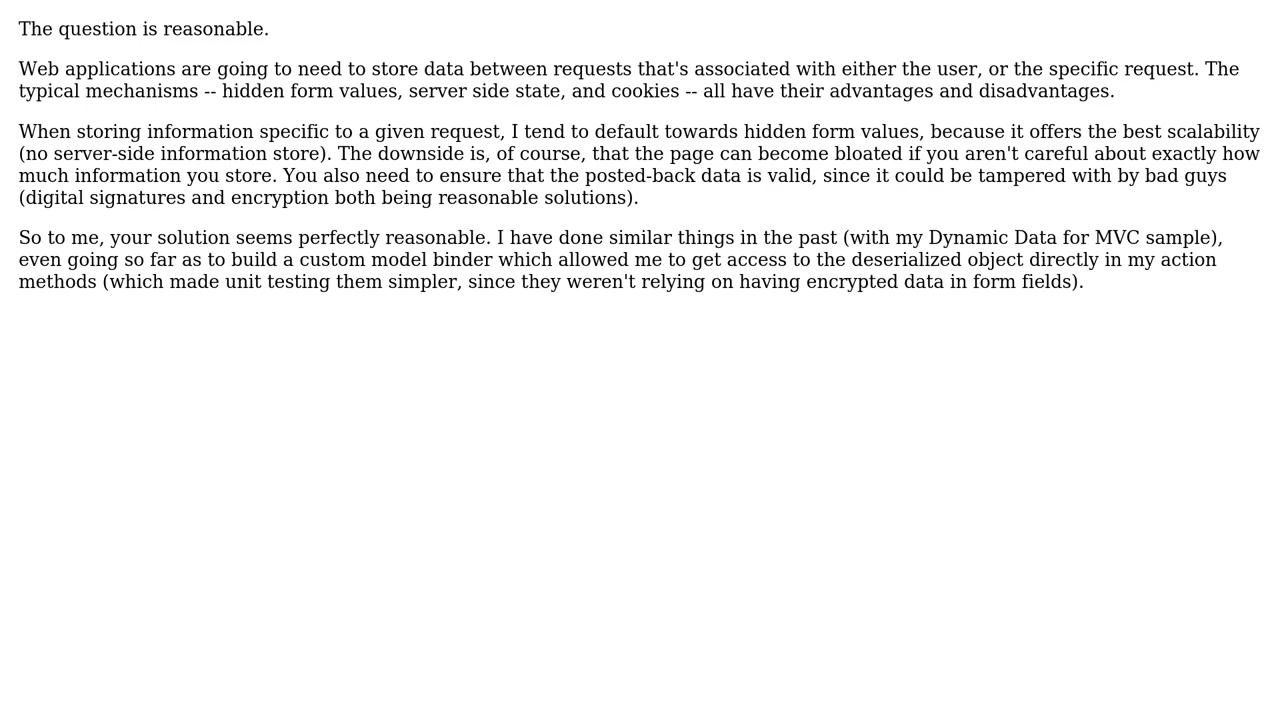 The question is reasonable.
Web applications are going to need to store data between requests that's associated with either the user, or the specific request. The
typical mechanisms -- hidden form values, server side state, and cookies -- all have their advantages and disadvantages.
When storing information specific to a given request, I tend to default towards hidden form values, because it offers the best scalability
(no server-side information store). The downside is, of course, that the page can become bloated if you aren't careful about exactly how
much information you store. You also need to ensure that the posted-back data is valid, since it could be tampered with by bad guys
(digital signatures and encryption both being reasonable solutions).
So to me, your solution seems perfectly reasonable. I have done similar things in the past (with my Dynamic Data for MVC sample),
even going so far as to build a custom model binder which allowed me to get access to the deserialized object directly in my action
methods (which made unit testing them simpler, since they weren't relying on having encrypted data in form fields).